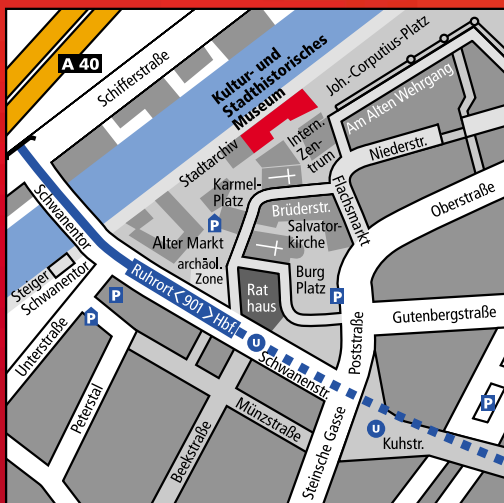 A 40
Schifferstraße
Kultur- und
Stadthistorisches
Museum
Joh.-Corputius-Platz
Am Alten Wehrgang
Stadtarchiv
Intern.
Zen-
trum
Niederstr.
Karmel-
Platz
Flachsmarkt
Oberstraße
Schwanentor
P
Brüderstr.
Salvator-
kirche
Alter Markt
archäol.
Zone
Burg
Platz
Steiger
Schwanentor
Ruhrort <901> Hbf.
Rat
haus
P
P
P
Gutenbergstraße
Unterstraße
U
Schwanenstr.
Poststraße
Peterstal
Münzstraße
P
Beekstraße
Steinsche Gasse
U
Kuhstr.